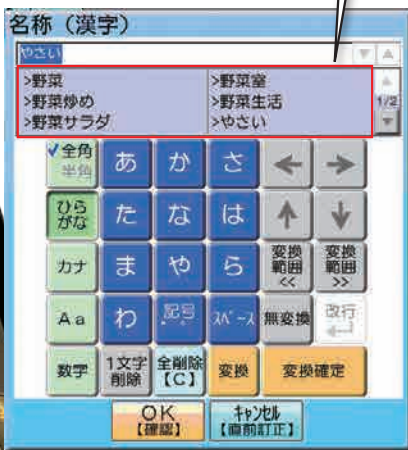 名称（漢字）
やさい
>野菜 >野菜室
>野菜炒め >野菜生活 1/2
>野菜サラダ >やさい
✔全角 半角 あ か さ ← →
ひらがな た な は ↑ ↓
カナ ま や ら 変換範囲<< 変換範囲>>
Aa わ 記号 スペース 無変換 改行
数字 1文字削除 全削除【C】 変換 変換確定
OK【確認】 キャンセル【直前訂正】